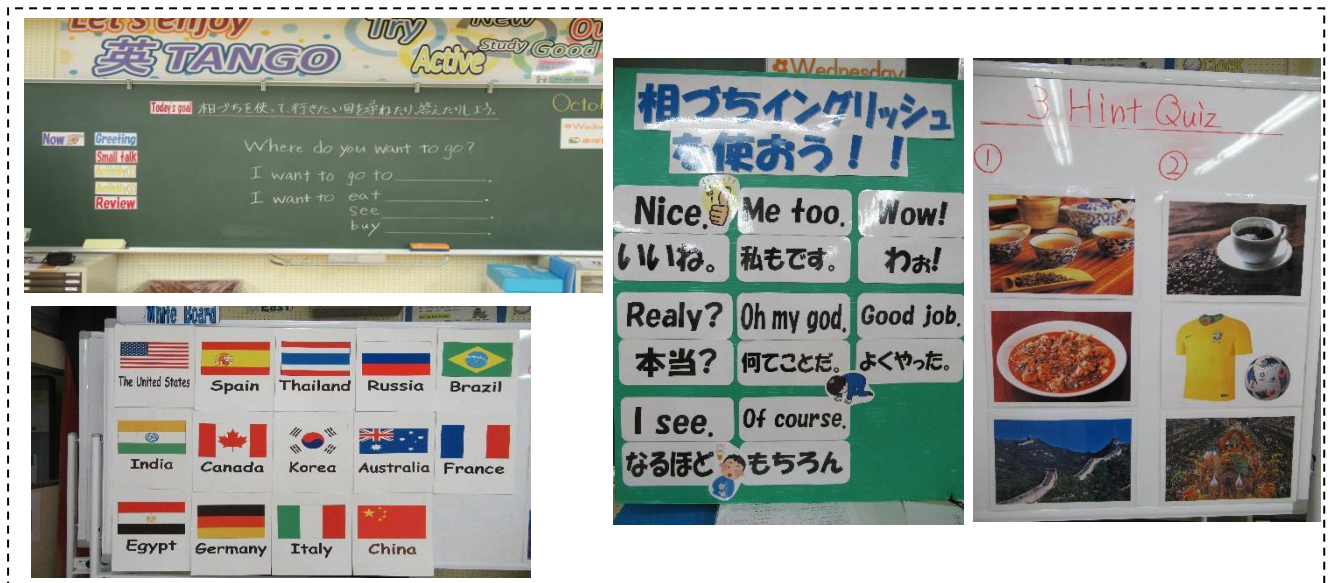 Let's enjoy
英TANGO
Try
Active
New
study Good
Today's goal 相づちを使って、行きたい国を尋ねたり、答えたりしよう。
Now
Greeting
Small talk
Review
Where do you want to go?
I want to go to
I want to eat
see
buy
White Board
The United States
Spain
Thailand
Russia
Brazil
India
Canada
Korea
Australia
France
Egypt
Germany
Italy
China
Wednesday
相づちイングリッシュ
を使おう！！
Nice. Me too. Wow!
いいね。 私もです。 わぉ!
Realy? Oh my god. Good job.
本当? 何てことだ。 よくやった。
I see. Of course.
なるほど もちろん
3 Hint Quiz
① ②